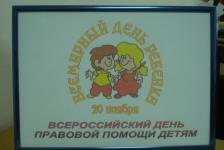 ВСЕМИРНЫЙ ДЕНЬ РЕБЕНКА
20 ноября
ВСЕРОССИЙСКИЙ ДЕНЬ
ПРАВОВОЙ ПОМОЩИ ДЕТЯМ